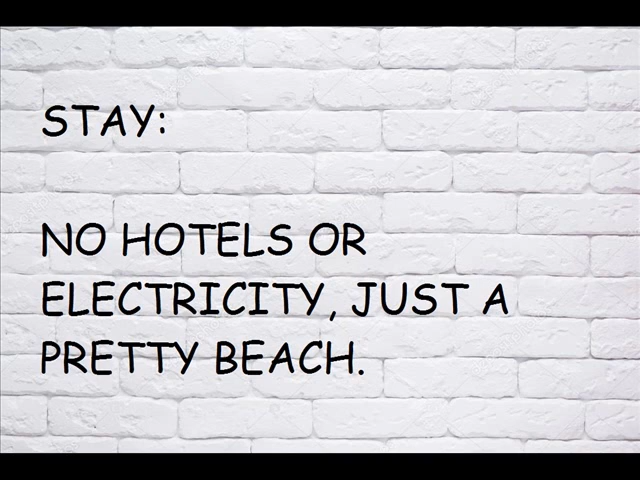 STAY:
NO HOTELS OR
ELECTRICITY, JUST A
PRETTY BEACH.